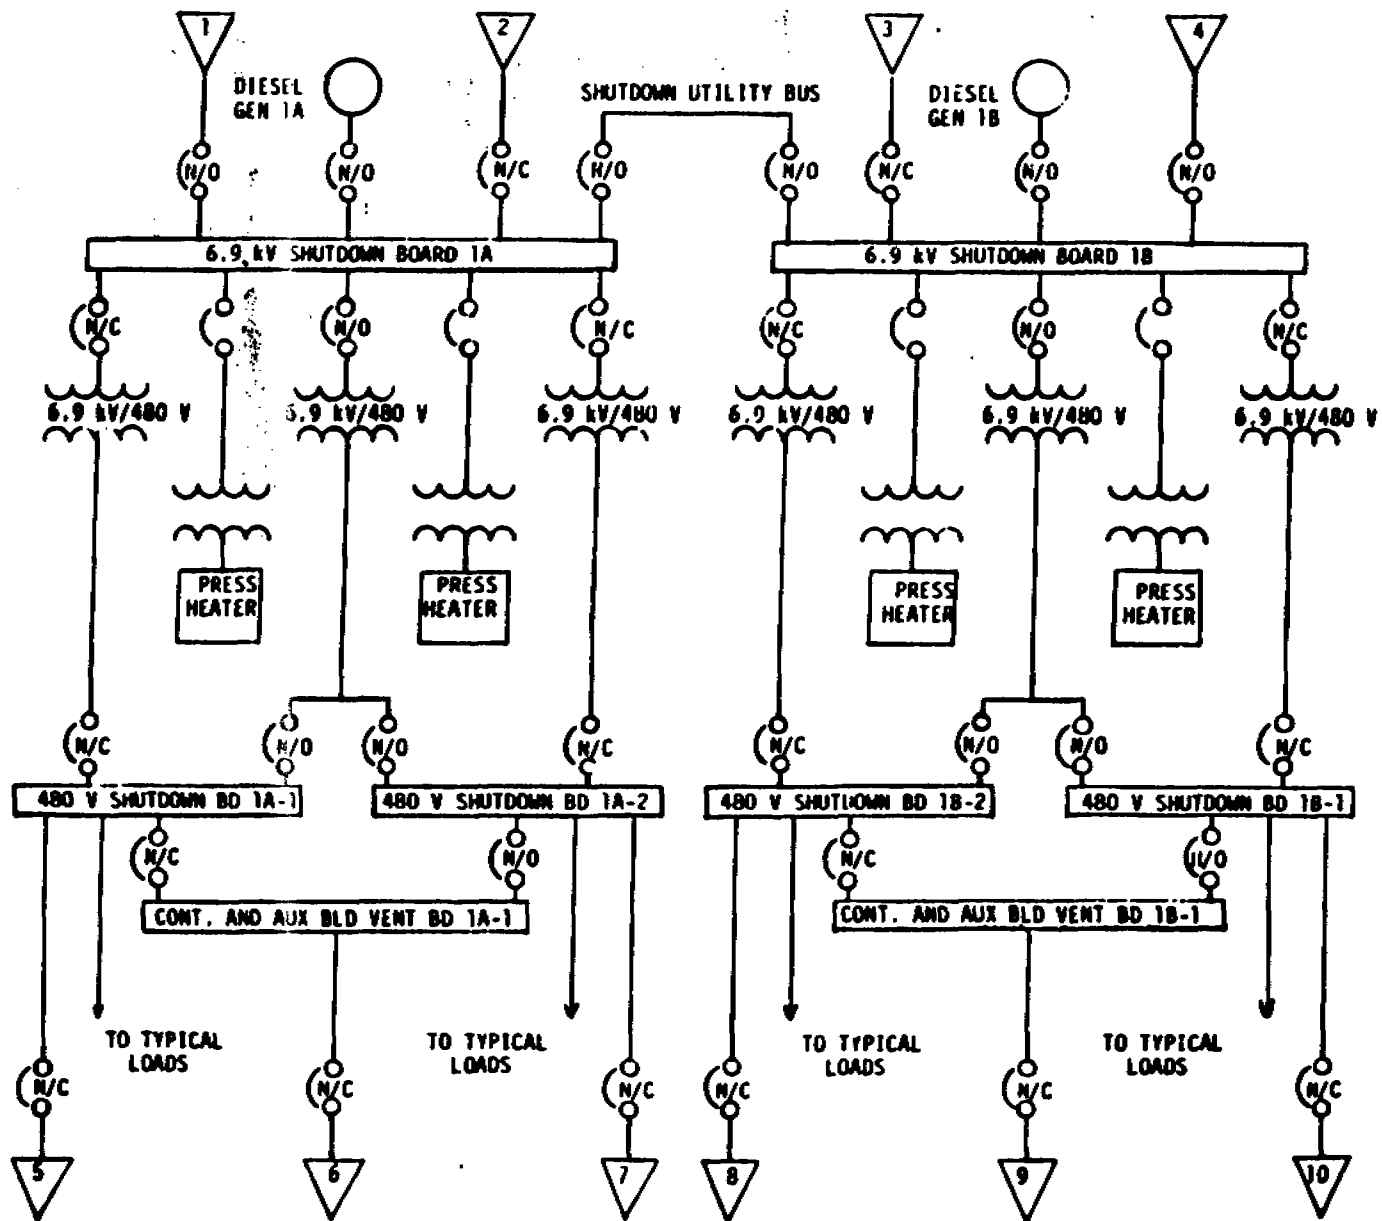 1
2
3
4
DIESEL
GEN 1A
SHUTDOWN UTILITY BUS
DIESEL
GEN 1B
N/O
N/O
N/C
N/O
N/O
N/C
N/O
N/O
6.9 kV SHUTDOWN BOARD 1A
6.9 kV SHUTDOWN BOARD 1B
N/C
N/O
N/C
N/C
N/O
N/C
6.9 kV/480 V
6.9 kV/480 V
6.9 kV/480 V
6.9 kV/480 V
6.9 kV/480 V
6.9 kV/480 V
PRESS
HEATER
PRESS
HEATER
PRESS
HEATER
PRESS
HEATER
N/C
N/O
N/O
N/C
N/C
N/O
N/O
N/C
480 V SHUTDOWN BD 1A-1
480 V SHUTDOWN BD 1A-2
480 V SHUTDOWN BD 1B-2
480 V SHUTDOWN BD 1B-1
N/C
N/O
N/C
N/O
CONT. AND AUX BLD VENT BD 1A-1
CONT. AND AUX BLD VENT BD 1B-1
TO TYPICAL
LOADS
TO TYPICAL
LOADS
TO TYPICAL
LOADS
TO TYPICAL
LOADS
N/C
N/C
N/C
N/C
N/C
N/C
5
6
7
8
9
10